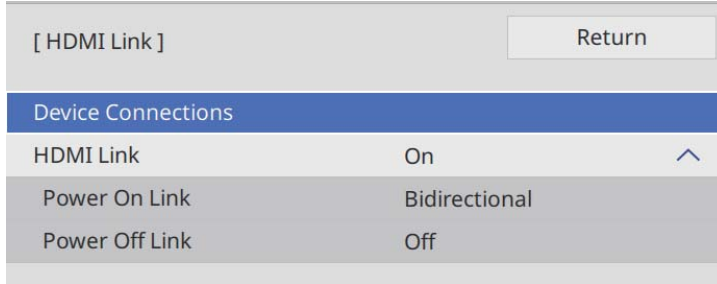 [ HDMI Link ]
Return
Device Connections
HDMI Link On
Power On Link Bidirectional
Power Off Link Off